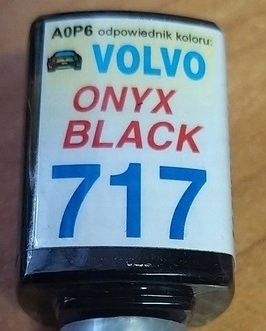 A0P6 odpowiednik koloru:
VOLVO
ONYX
BLACK
717